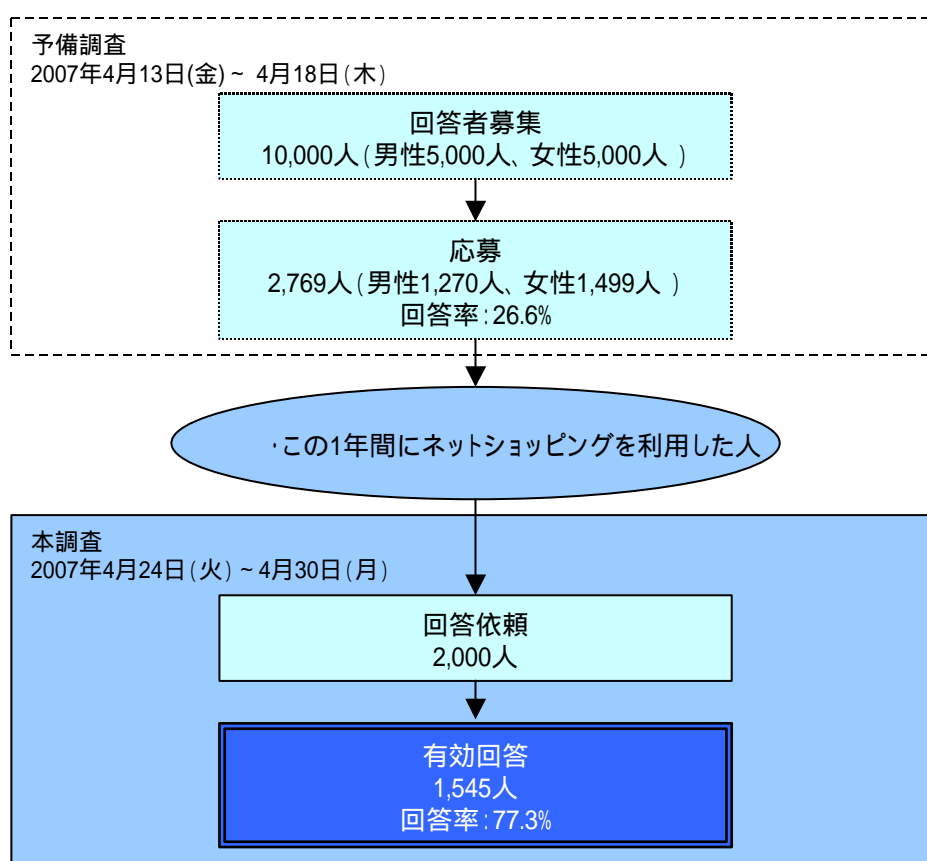 予備調査
2007年4月13日(金) ~ 4月18日(木)
回答者募集
10,000人(男性5,000人、女性5,000人 )
応募
2,769人(男性1,270人、女性1,499人 )
回答率:26.6%
・この1年間にネットショッピングを利用した人
本調査
2007年4月24日(火) ~ 4月30日(月)
回答依頼
2,000人
有効回答
1,545人
回答率:77.3%